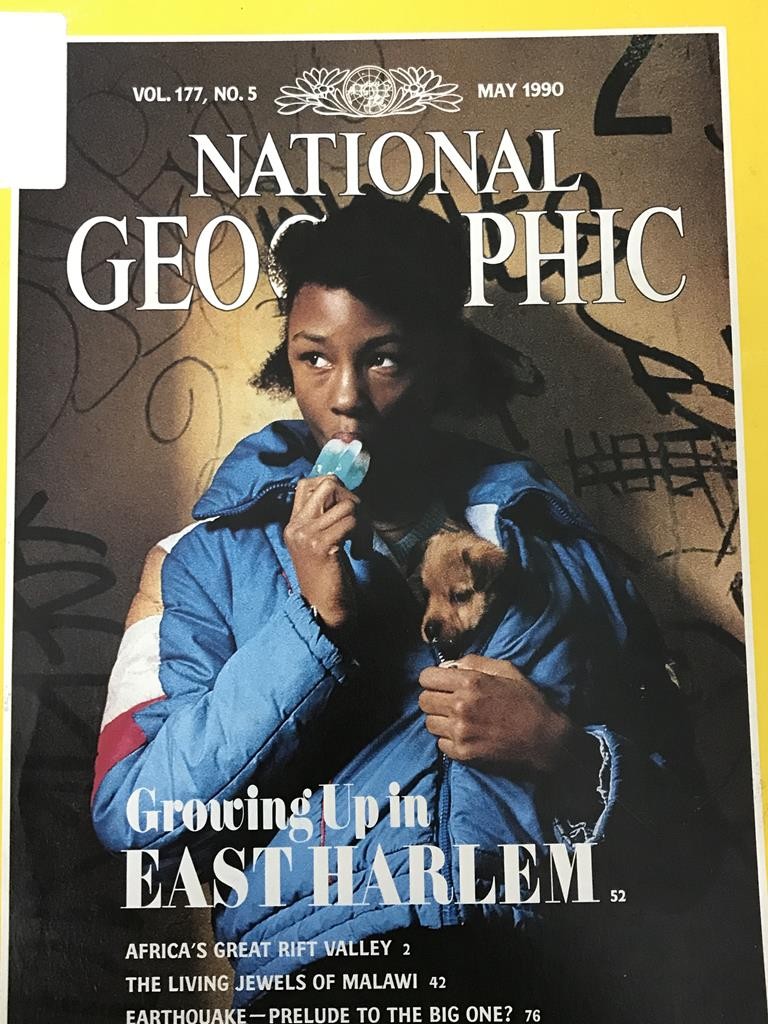 VOL. 177, NO. 5 MAY 1990
NATIONAL
GEO PHIC
Growing Up in
EAST HARLEM 52
AFRICA'S GREAT RIFT VALLEY 2
THE LIVING JEWELS OF MALAWI 42
EARTHQUAKE—PRELUDE TO THE BIG ONE? 76